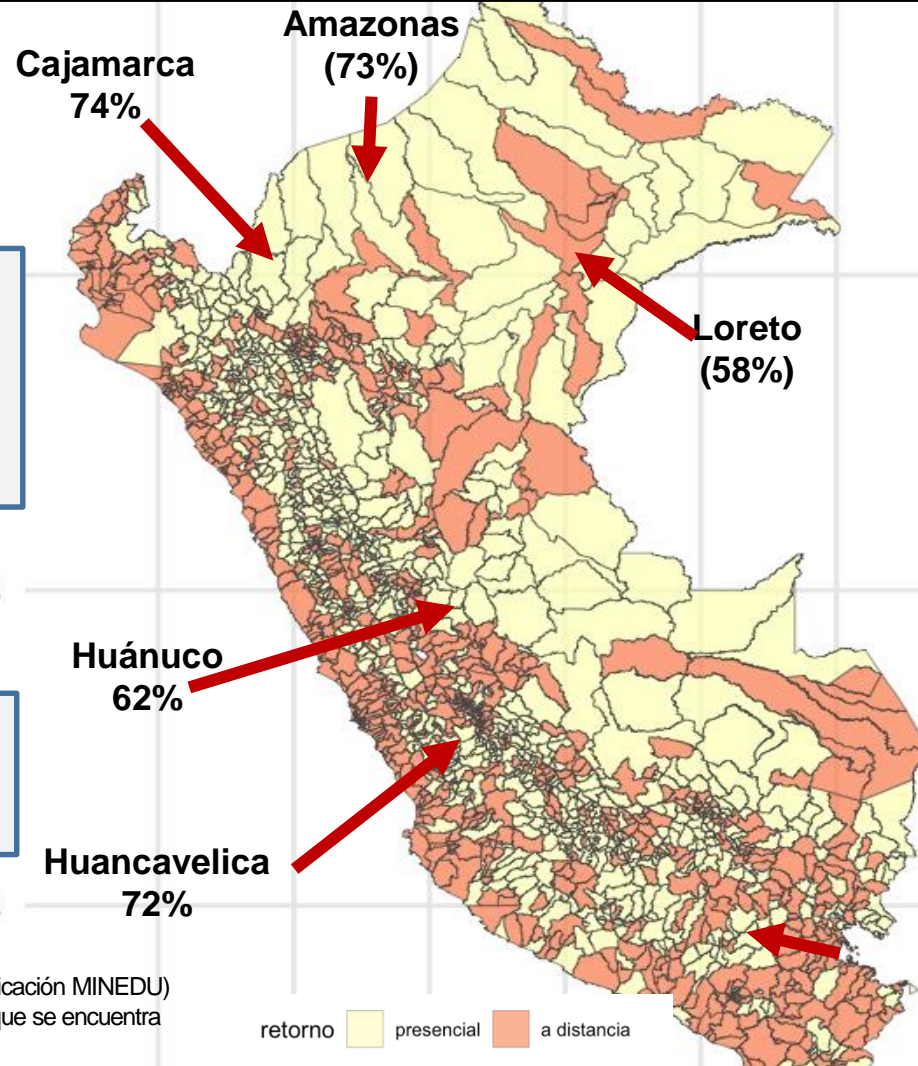 Amazonas
(73%)
Cajamarca
74%
Loreto
(58%)
Huánuco
62%
Huancavelica
72%
icación MINEDU)
que se encuentra
retorno presencial a distancia